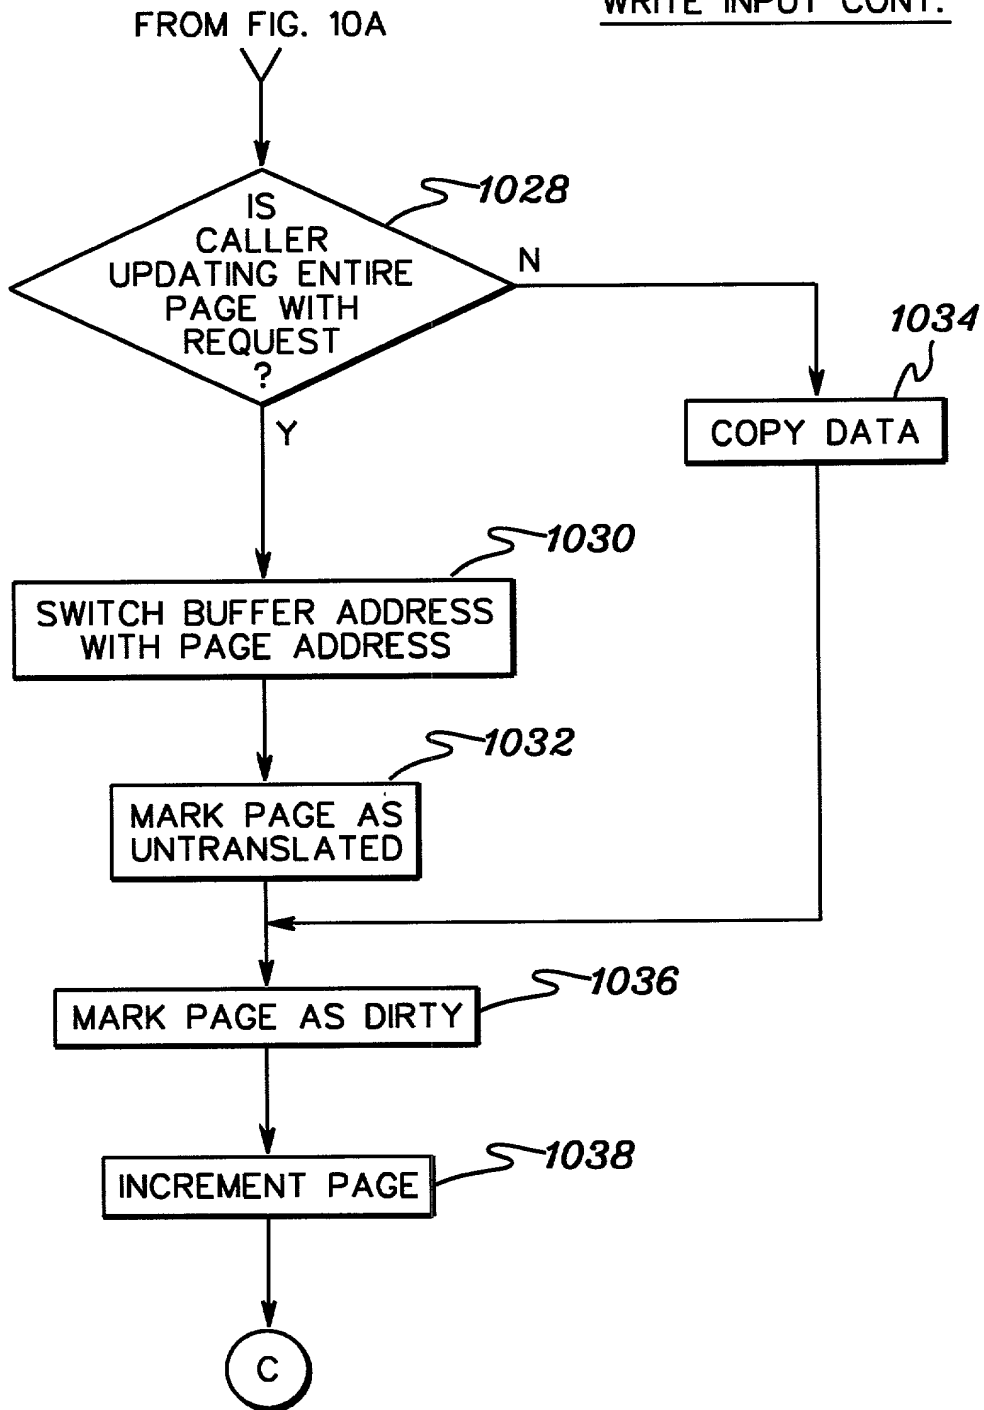 WRITE INPUT CONT.
FROM FIG. 10A
1028
IS
CALLER
UPDATING ENTIRE
PAGE WITH
REQUEST
?
N
Y
1034
COPY DATA
1030
SWITCH BUFFER ADDRESS
WITH PAGE ADDRESS
1032
MARK PAGE AS
UNTRANSLATED
1036
MARK PAGE AS DIRTY
1038
INCREMENT PAGE
C